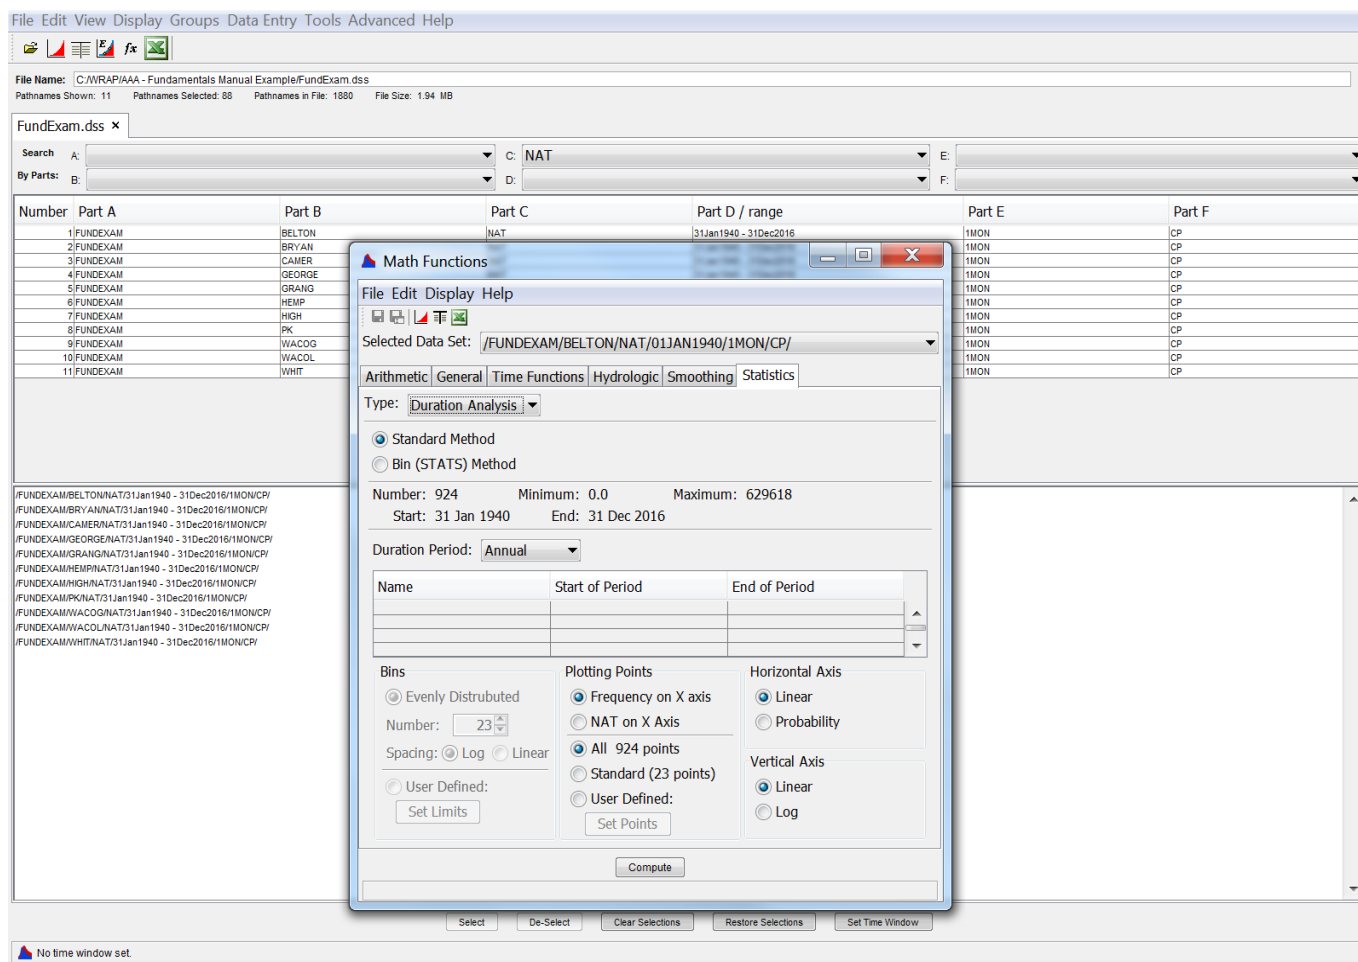 File Edit View Display Groups Data Entry Tools Advanced Help
fx
File Name: C:/WRAP/AAA - Fundamentals Manual Example/FundExam.dss
Pathnames Shown: 11 Pathnames Selected: 88 Pathnames in File: 1880 File Size: 1.94 MB
FundExam.dss ×
Search A: C: NAT E:
By Parts: B: D: F:
Number Part A Part B Part C Part D / range Part E Part F
1 FUNDEXAM BELTON NAT 31Jan1940 - 31Dec2016 1MON CP
2 FUNDEXAM BRYAN 1MON CP
3 FUNDEXAM CAMER 1MON CP
4 FUNDEXAM GEORGE 1MON CP
5 FUNDEXAM GRANG 1MON CP
6 FUNDEXAM HEMP 1MON CP
7 FUNDEXAM HIGH 1MON CP
8 FUNDEXAM PK 1MON CP
9 FUNDEXAM WACOG 1MON CP
10 FUNDEXAM WACOL 1MON CP
11 FUNDEXAM WHIT 1MON CP
/FUNDEXAM/BELTON/NAT/31Jan1940 - 31Dec2016/1MON/CP/
/FUNDEXAM/BRYAN/NAT/31Jan1940 - 31Dec2016/1MON/CP/
/FUNDEXAM/CAMER/NAT/31Jan1940 - 31Dec2016/1MON/CP/
/FUNDEXAM/GEORGE/NAT/31Jan1940 - 31Dec2016/1MON/CP/
/FUNDEXAM/GRANG/NAT/31Jan1940 - 31Dec2016/1MON/CP/
/FUNDEXAM/HEMP/NAT/31Jan1940 - 31Dec2016/1MON/CP/
/FUNDEXAM/HIGH/NAT/31Jan1940 - 31Dec2016/1MON/CP/
/FUNDEXAM/PK/NAT/31Jan1940 - 31Dec2016/1MON/CP/
/FUNDEXAM/WACOG/NAT/31Jan1940 - 31Dec2016/1MON/CP/
/FUNDEXAM/WACOL/NAT/31Jan1940 - 31Dec2016/1MON/CP/
/FUNDEXAM/WHIT/NAT/31Jan1940 - 31Dec2016/1MON/CP/
Math Functions
File Edit Display Help
Selected Data Set: /FUNDEXAM/BELTON/NAT/01JAN1940/1MON/CP/
Arithmetic General Time Functions Hydrologic Smoothing Statistics
Type: Duration Analysis
Standard Method
Bin (STATS) Method
Number: 924 Minimum: 0.0 Maximum: 629618
Start: 31 Jan 1940 End: 31 Dec 2016
Duration Period: Annual
Name Start of Period End of Period
Bins
Evenly Distrubuted
Number: 23
Spacing: Log Linear
User Defined:
Set Limits
Plotting Points
Frequency on X axis
NAT on X Axis
All 924 points
Standard (23 points)
User Defined:
Set Points
Horizontal Axis
Linear
Probability
Vertical Axis
Linear
Log
Compute
Select De-Select Clear Selections Restore Selections Set Time Window
No time window set.